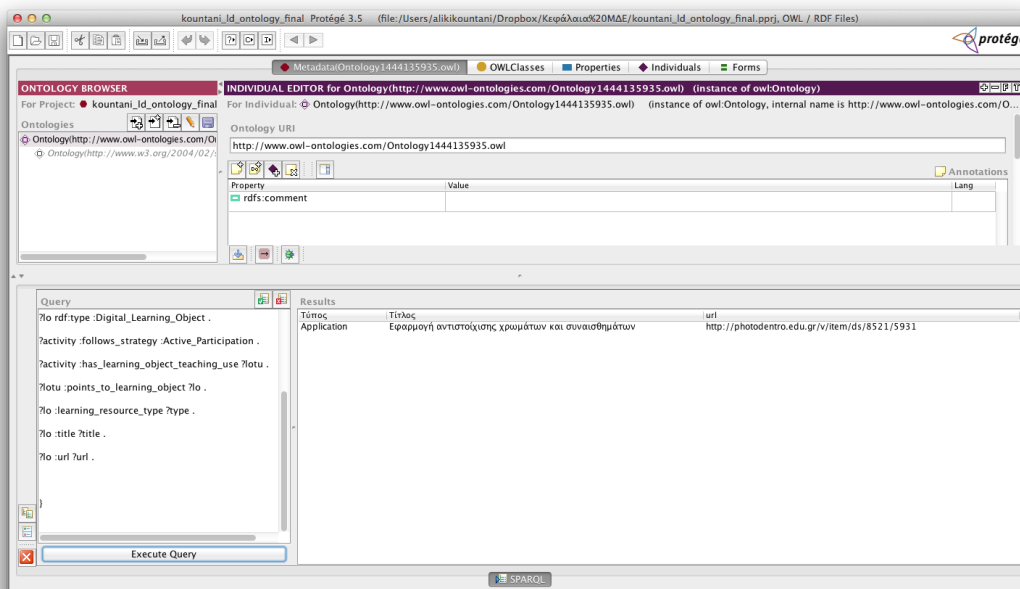 kountani_ld_ontology_final Protégé 3.5 (file:/Users/alikikountani/Dropbox/Κεφάλαια%20ΜΔΕ/kountani_ld_ontology_final.pprj, OWL / RDF Files)
protégé
Metadata(Ontology1444135935.owl) OWLClasses Properties Individuals Forms
ONTOLOGY BROWSER
For Project: kountani_ld_ontology_final
Ontologies
Ontology(http://www.owl-ontologies.com/O
Ontology(http://www.w3.org/2004/02/
INDIVIDUAL EDITOR for Ontology(http://www.owl-ontologies.com/Ontology1444135935.owl) (instance of owl:Ontology)
For Individual: Ontology(http://www.owl-ontologies.com/Ontology1444135935.owl) (instance of owl:Ontology, internal name is http://www.owl-ontologies.com/O...
Ontology URI
http://www.owl-ontologies.com/Ontology1444135935.owl
Annotations
Property Value Lang
rdfs:comment
Query
?lo rdf:type :Digital_Learning_Object .
?activity :follows_strategy :Active_Participation .
?activity :has_learning_object_teaching_use ?lotu .
?lotu :points_to_learning_object ?lo .
?lo :learning_resource_type ?type .
?lo :title ?title .
?lo :url ?url .
}
Execute Query
Results
Τύπος Τίτλος url
Application Εφαρμογή αντιστοίχισης χρωμάτων και συναισθημάτων http://photodentro.edu.gr/v/item/ds/8521/5931
SPARQL